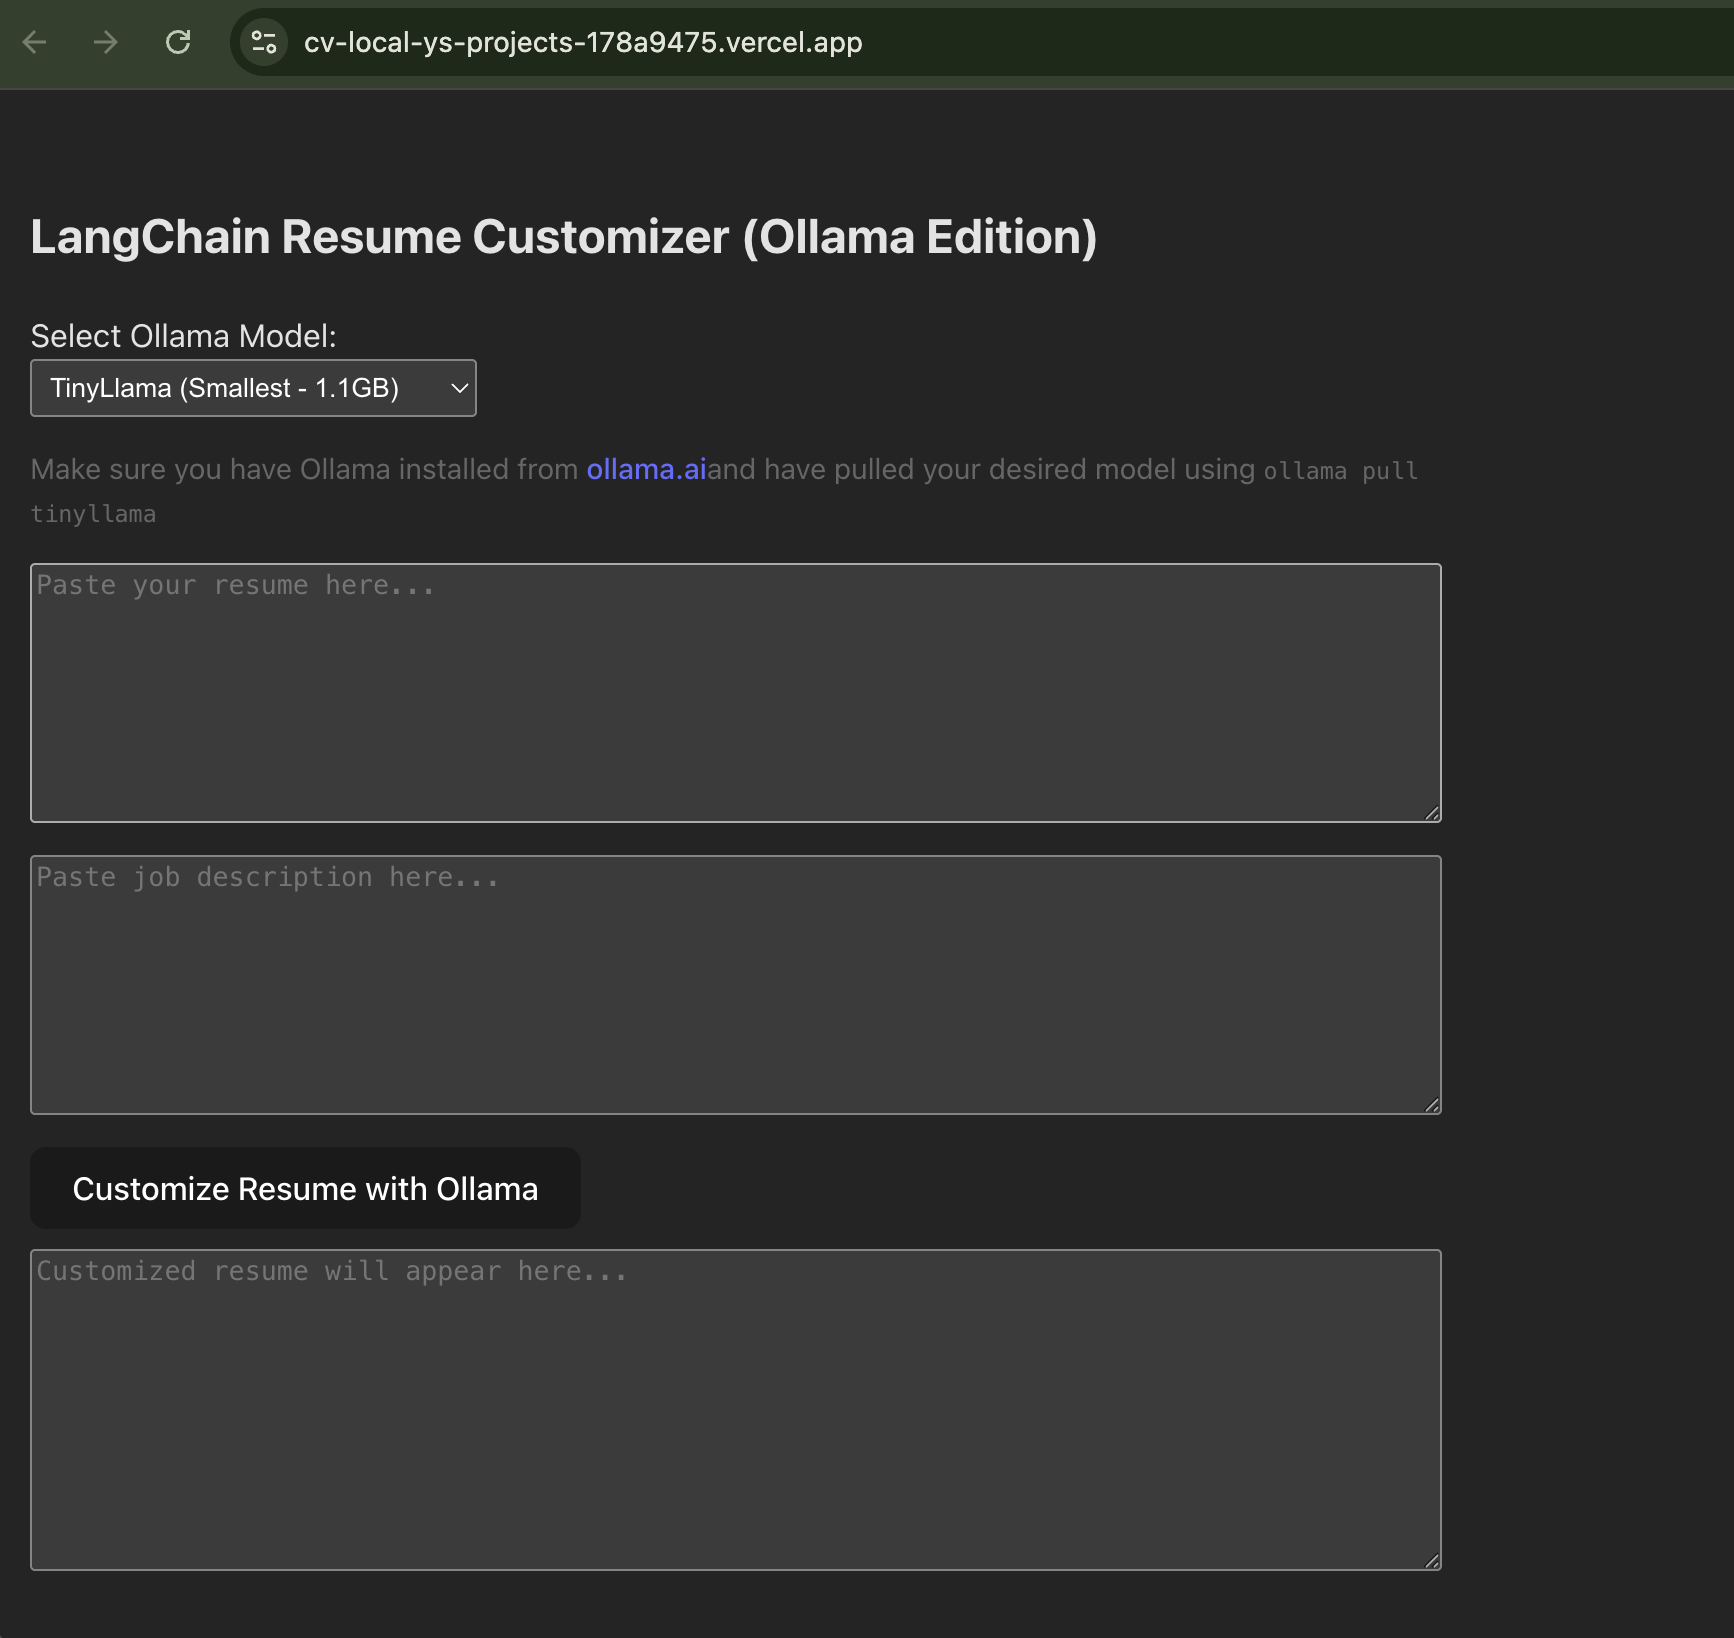 cv-local-ys-projects-178a9475.vercel.app
LangChain Resume Customizer (Ollama Edition)
Select Ollama Model:
TinyLlama (Smallest - 1.1GB)
Make sure you have Ollama installed from ollama.aiand have pulled your desired model using ollama pull
tinyllama
Paste your resume here...
Paste job description here...
Customize Resume with Ollama
Customized resume will appear here...